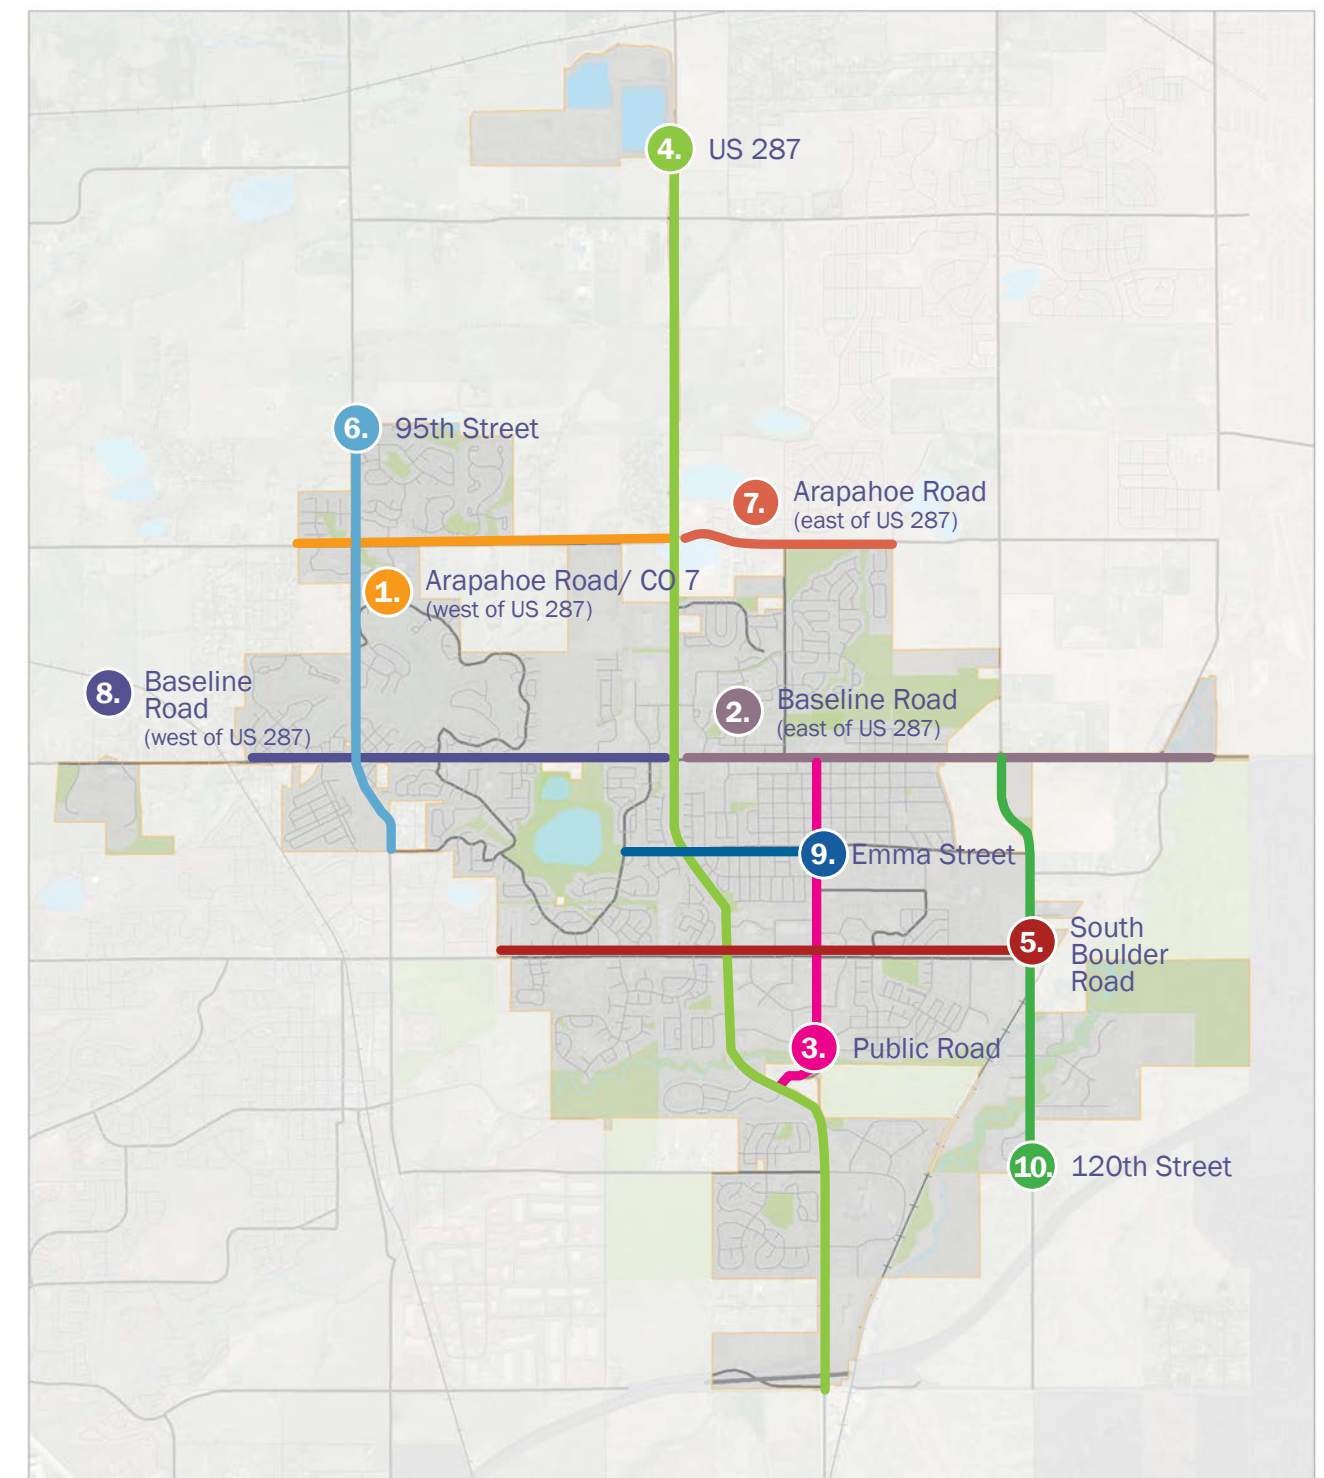 4. US 287
6. 95th Street
7. Arapahoe Road
(east of US 287)
1. Arapahoe Road/ CO 7
(west of US 287)
8. Baseline
Road
(west of US 287)
2. Baseline Road
(east of US 287)
9. Emma Street
5. South
Boulder
Road
3. Public Road
10. 120th Street